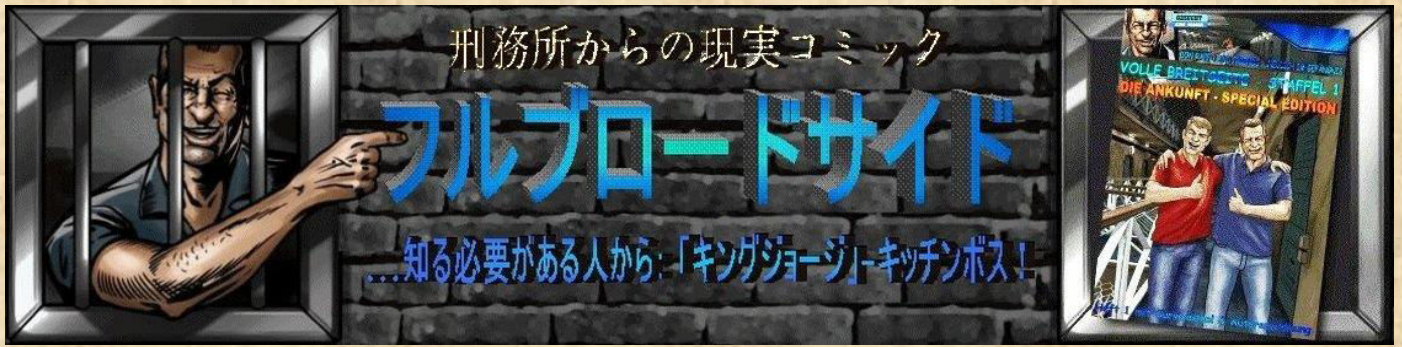 刑務所からの現実コミック
フルブロードサイド
...知る必要がある人から:「キングジョージ」-キッチンボス!
VOLLE BREITSEITE - STAFFEL 1
DIE ANKUNFT - SPECIAL EDITION